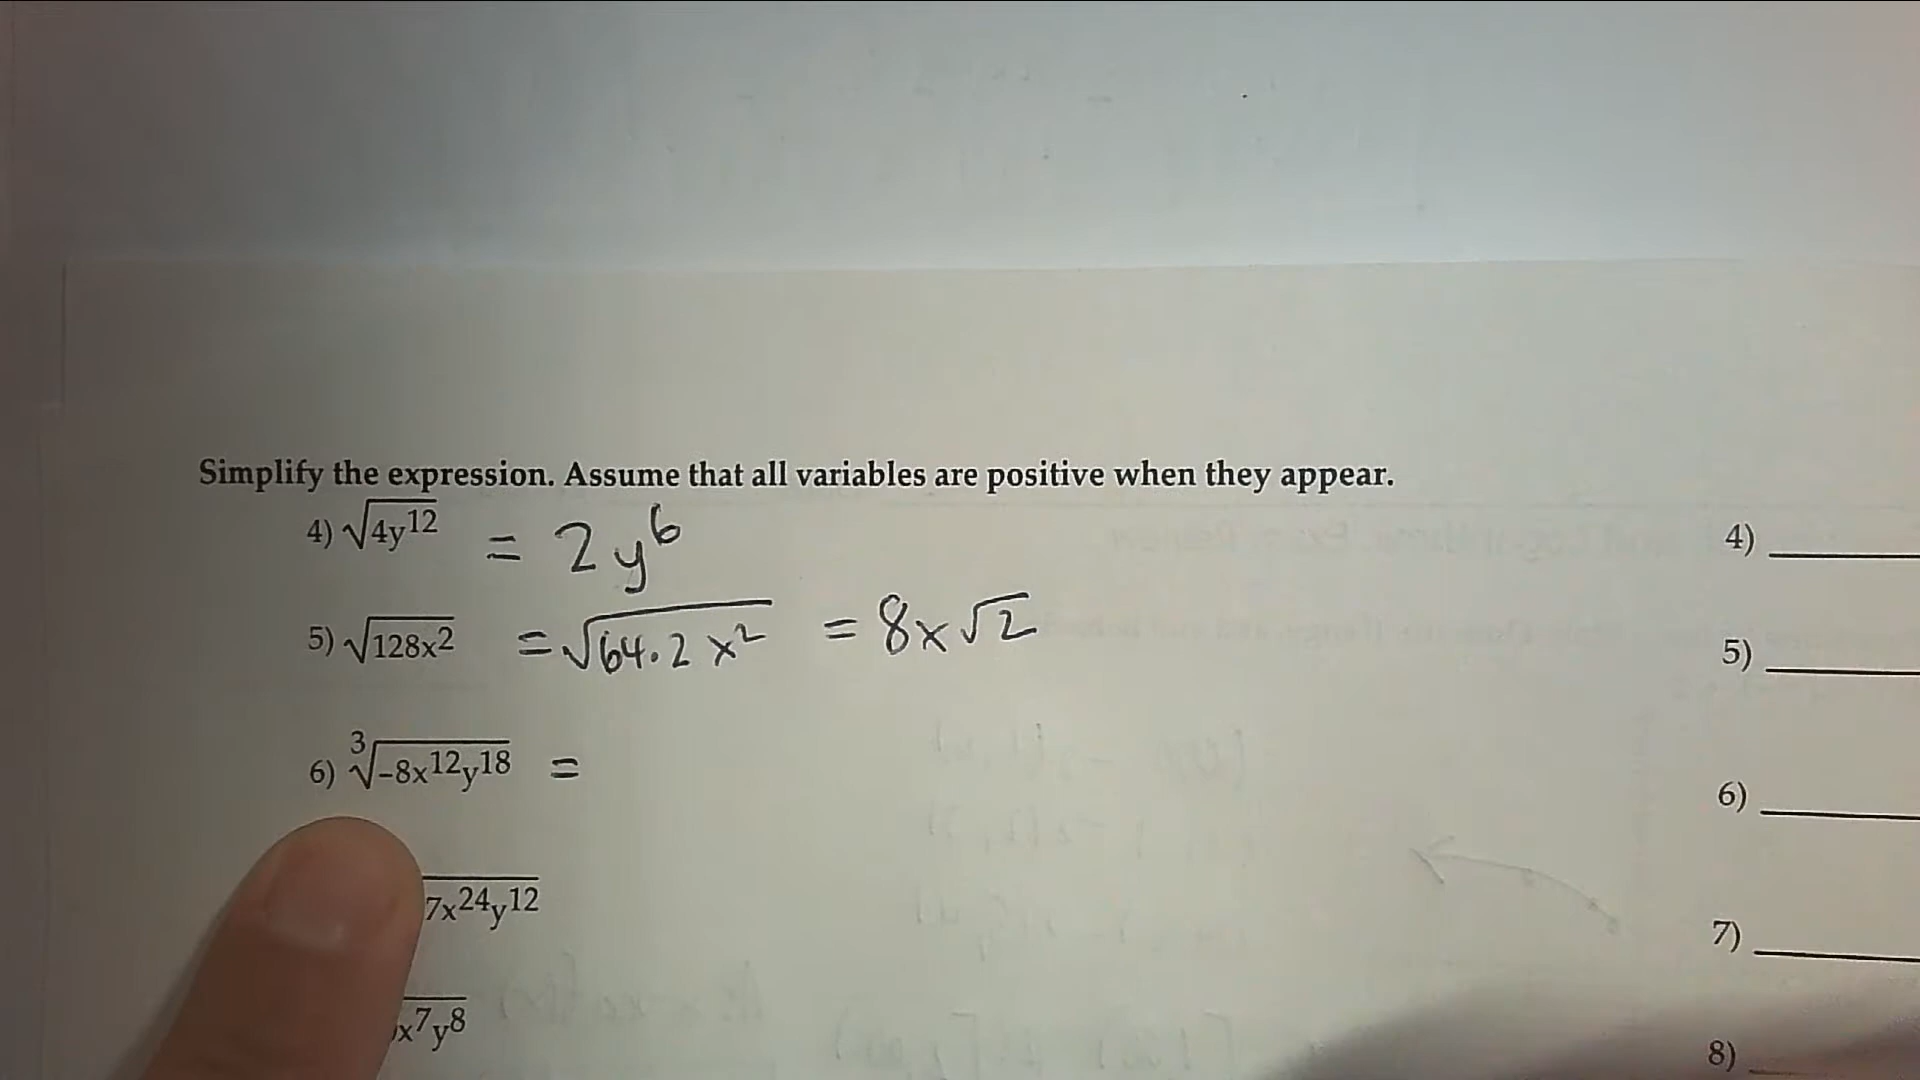 Simplify the expression. Assume that all variables are positive when they appear.
4) √4y¹² = 2y⁶ 4)
5) √128x² = √64·2x² = 8x√2 5)
6) ³√-8x¹²y¹⁸ = 6)
7x²⁴y¹² 7)
x⁷y⁸ 8)